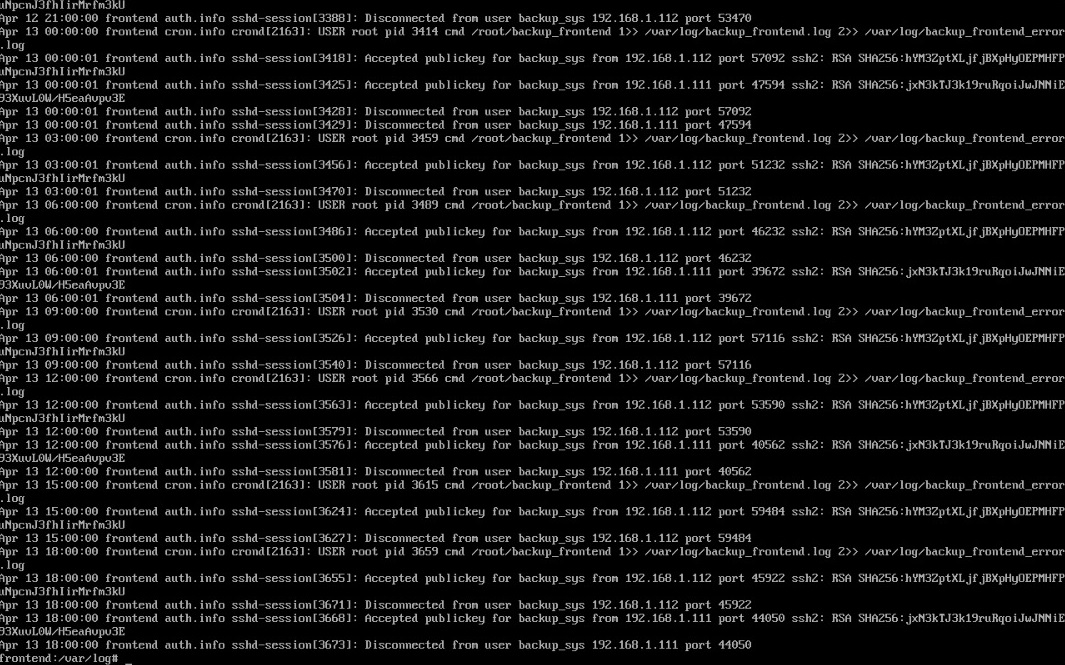 uNpcnJ3fhIirMrfm3kU
Apr 12 21:00:00 frontend auth.info sshd-session[3388]: Disconnected from user backup_sys 192.168.1.112 port 53470
Apr 13 00:00:00 frontend cron.info crond[2163]: USER root pid 3414 cmd /root/backup_frontend 1>> /var/log/backup_frontend.log 2>> /var/log/backup_frontend_error
.log
Apr 13 00:00:01 frontend auth.info sshd-session[3418]: Accepted publickey for backup_sys from 192.168.1.112 port 57092 ssh2: RSA SHA256:hYM3ZptXLjfjBXpHyOEPMHFP
uNpcnJ3fhIirMrfm3kU
Apr 13 00:00:01 frontend auth.info sshd-session[3425]: Accepted publickey for backup_sys from 192.168.1.111 port 47594 ssh2: RSA SHA256:jxN3kTJ3k19ruRqoiJwJNNiE
93XuvL0W/H5eaAvpv3E
Apr 13 00:00:01 frontend auth.info sshd-session[3428]: Disconnected from user backup_sys 192.168.1.112 port 57092
Apr 13 00:00:01 frontend auth.info sshd-session[3429]: Disconnected from user backup_sys 192.168.1.111 port 47594
Apr 13 03:00:00 frontend cron.info crond[2163]: USER root pid 3459 cmd /root/backup_frontend 1>> /var/log/backup_frontend.log 2>> /var/log/backup_frontend_error
.log
Apr 13 03:00:01 frontend auth.info sshd-session[3456]: Accepted publickey for backup_sys from 192.168.1.112 port 51232 ssh2: RSA SHA256:hYM3ZptXLjfjBXpHyOEPMHFP
uNpcnJ3fhIirMrfm3kU
Apr 13 03:00:01 frontend auth.info sshd-session[3470]: Disconnected from user backup_sys 192.168.1.112 port 51232
Apr 13 06:00:00 frontend cron.info crond[2163]: USER root pid 3489 cmd /root/backup_frontend 1>> /var/log/backup_frontend.log 2>> /var/log/backup_frontend_error
.log
Apr 13 06:00:00 frontend auth.info sshd-session[3486]: Accepted publickey for backup_sys from 192.168.1.112 port 46232 ssh2: RSA SHA256:hYM3ZptXLjfjBXpHyOEPMHFP
uNpcnJ3fhIirMrfm3kU
Apr 13 06:00:00 frontend auth.info sshd-session[3500]: Disconnected from user backup_sys 192.168.1.112 port 46232
Apr 13 06:00:01 frontend auth.info sshd-session[3502]: Accepted publickey for backup_sys from 192.168.1.111 port 39672 ssh2: RSA SHA256:jxN3kTJ3k19ruRqoiJwJNNiE
93XuvL0W/H5eaAvpv3E
Apr 13 06:00:01 frontend auth.info sshd-session[3504]: Disconnected from user backup_sys 192.168.1.111 port 39672
Apr 13 09:00:00 frontend cron.info crond[2163]: USER root pid 3530 cmd /root/backup_frontend 1>> /var/log/backup_frontend.log 2>> /var/log/backup_frontend_error
.log
Apr 13 09:00:00 frontend auth.info sshd-session[3526]: Accepted publickey for backup_sys from 192.168.1.112 port 57116 ssh2: RSA SHA256:hYM3ZptXLjfjBXpHyOEPMHFP
uNpcnJ3fhIirMrfm3kU
Apr 13 09:00:00 frontend auth.info sshd-session[3540]: Disconnected from user backup_sys 192.168.1.112 port 57116
Apr 13 12:00:00 frontend cron.info crond[2163]: USER root pid 3566 cmd /root/backup_frontend 1>> /var/log/backup_frontend.log 2>> /var/log/backup_frontend_error
.log
Apr 13 12:00:00 frontend auth.info sshd-session[3563]: Accepted publickey for backup_sys from 192.168.1.112 port 53590 ssh2: RSA SHA256:hYM3ZptXLjfjBXpHyOEPMHFP
uNpcnJ3fhIirMrfm3kU
Apr 13 12:00:00 frontend auth.info sshd-session[3579]: Disconnected from user backup_sys 192.168.1.112 port 53590
Apr 13 12:00:00 frontend auth.info sshd-session[3576]: Accepted publickey for backup_sys from 192.168.1.111 port 40562 ssh2: RSA SHA256:jxN3kTJ3k19ruRqoiJwJNNiE
93XuvL0W/H5eaAvpv3E
Apr 13 12:00:00 frontend auth.info sshd-session[3581]: Disconnected from user backup_sys 192.168.1.111 port 40562
Apr 13 15:00:00 frontend cron.info crond[2163]: USER root pid 3615 cmd /root/backup_frontend 1>> /var/log/backup_frontend.log 2>> /var/log/backup_frontend_error
.log
Apr 13 15:00:00 frontend auth.info sshd-session[3624]: Accepted publickey for backup_sys from 192.168.1.112 port 59484 ssh2: RSA SHA256:hYM3ZptXLjfjBXpHyOEPMHFP
uNpcnJ3fhIirMrfm3kU
Apr 13 15:00:00 frontend auth.info sshd-session[3627]: Disconnected from user backup_sys 192.168.1.112 port 59484
Apr 13 18:00:00 frontend cron.info crond[2163]: USER root pid 3659 cmd /root/backup_frontend 1>> /var/log/backup_frontend.log 2>> /var/log/backup_frontend_error
.log
Apr 13 18:00:00 frontend auth.info sshd-session[3655]: Accepted publickey for backup_sys from 192.168.1.112 port 45922 ssh2: RSA SHA256:hYM3ZptXLjfjBXpHyOEPMHFP
uNpcnJ3fhIirMrfm3kU
Apr 13 18:00:00 frontend auth.info sshd-session[3671]: Disconnected from user backup_sys 192.168.1.112 port 45922
Apr 13 18:00:00 frontend auth.info sshd-session[3668]: Accepted publickey for backup_sys from 192.168.1.111 port 44050 ssh2: RSA SHA256:jxN3kTJ3k19ruRqoiJwJNNiE
93XuvL0W/H5eaAvpv3E
Apr 13 18:00:00 frontend auth.info sshd-session[3673]: Disconnected from user backup_sys 192.168.1.111 port 44050
frontend:/var/log# _